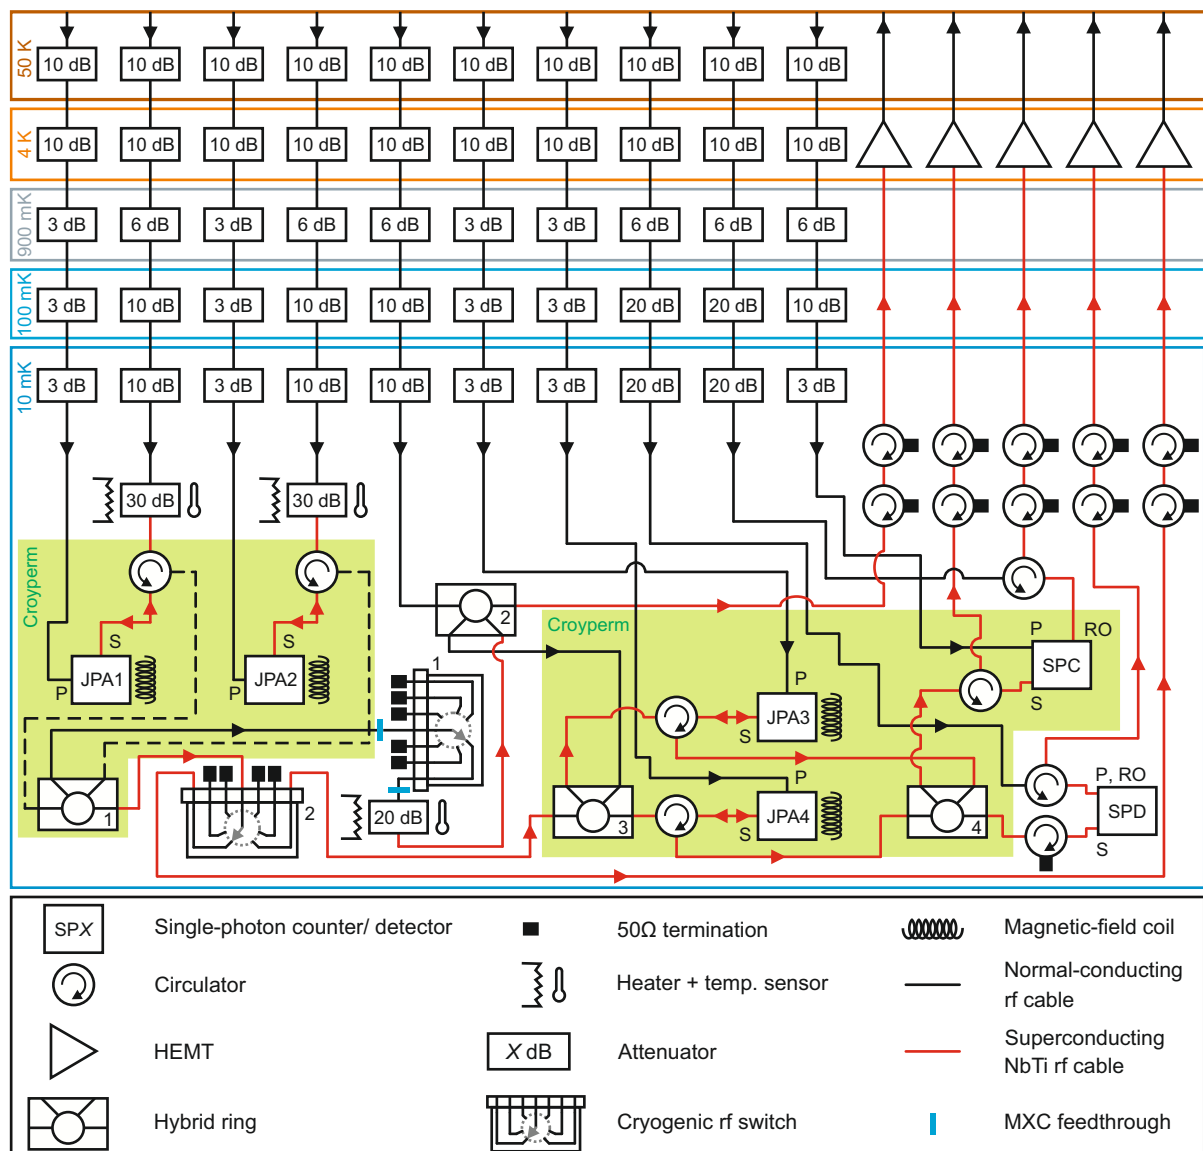 50 K
10 dB 10 dB 10 dB 10 dB 10 dB 10 dB 10 dB 10 dB 10 dB 10 dB
4 K
10 dB 10 dB 10 dB 10 dB 10 dB 10 dB 10 dB 10 dB 10 dB 10 dB
900 mK
3 dB 6 dB 3 dB 6 dB 6 dB 3 dB 3 dB 6 dB 6 dB 6 dB
100 mK
3 dB 10 dB 3 dB 10 dB 10 dB 3 dB 3 dB 20 dB 20 dB 10 dB
10 mK
3 dB 10 dB 3 dB 10 dB 10 dB 3 dB 3 dB 20 dB 20 dB 3 dB
30 dB 30 dB
Croyperm
S S
P JPA1 P JPA2
1
2
1
2
20 dB
Croyperm
P RO
SPC
S
P
JPA3
S
P
JPA4
S
3
4
P, RO
SPD
S
SPX Single-photon counter/ detector
50Ω termination
Magnetic-field coil
Circulator
Heater + temp. sensor
Normal-conducting
rf cable
HEMT
X dB Attenuator
Superconducting
NbTi rf cable
Hybrid ring
Cryogenic rf switch
MXC feedthrough